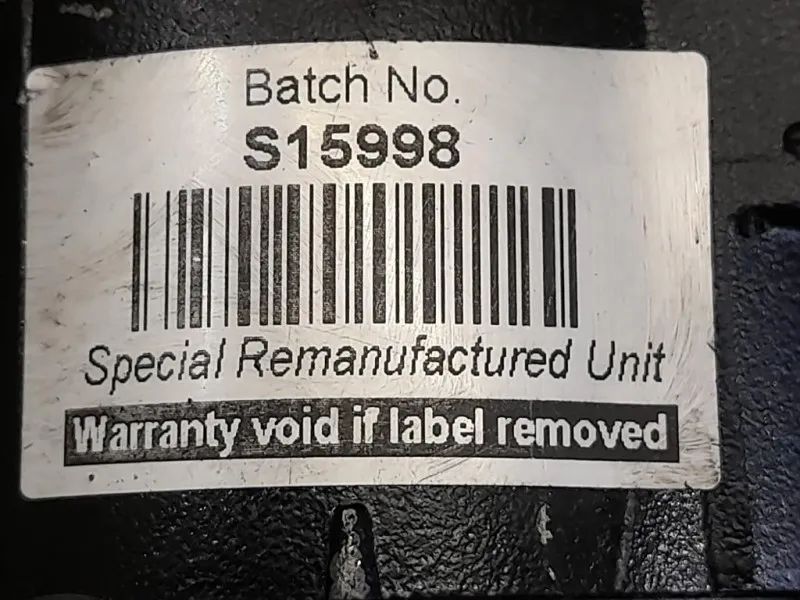 Batch No.
S15998
Special Remanufactured Unit
Warranty void if label removed